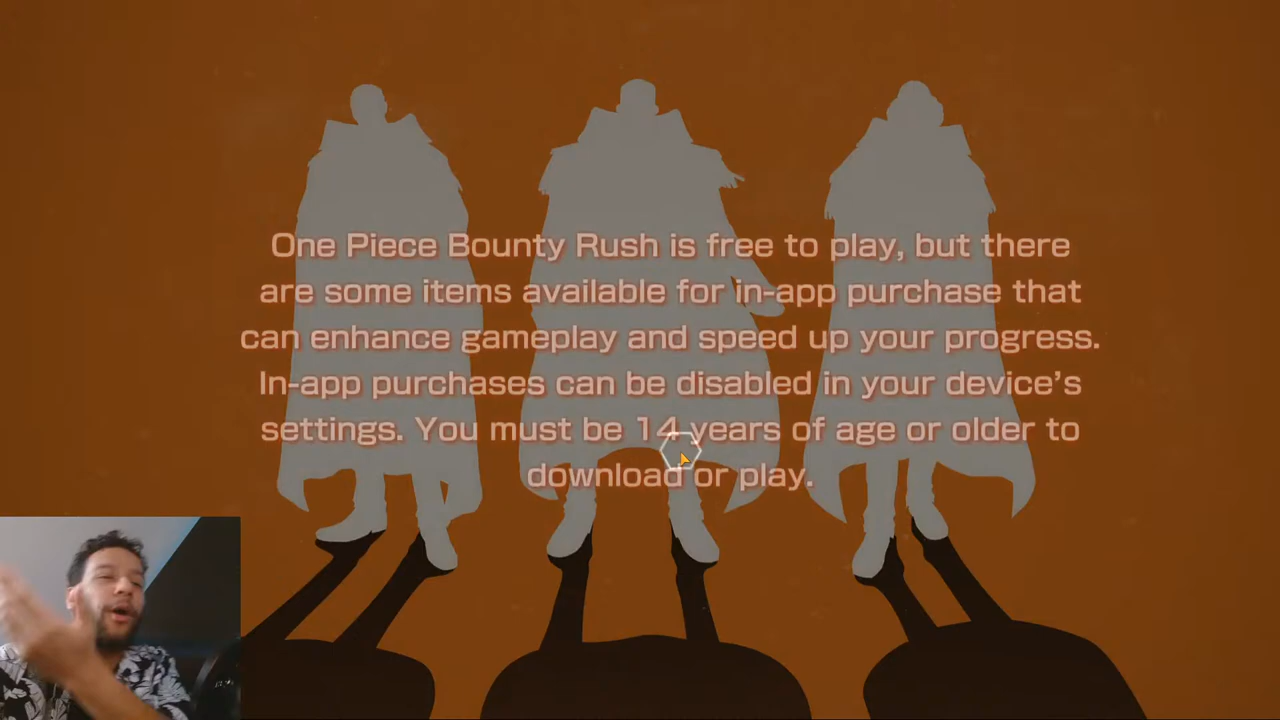 One Piece Bounty Rush is free to play, but there
are some items available for in-app purchase that
can enhance gameplay and speed up your progress.
In-app purchases can be disabled in your device’s
settings. You must be 14 years of age or older to
download or play.